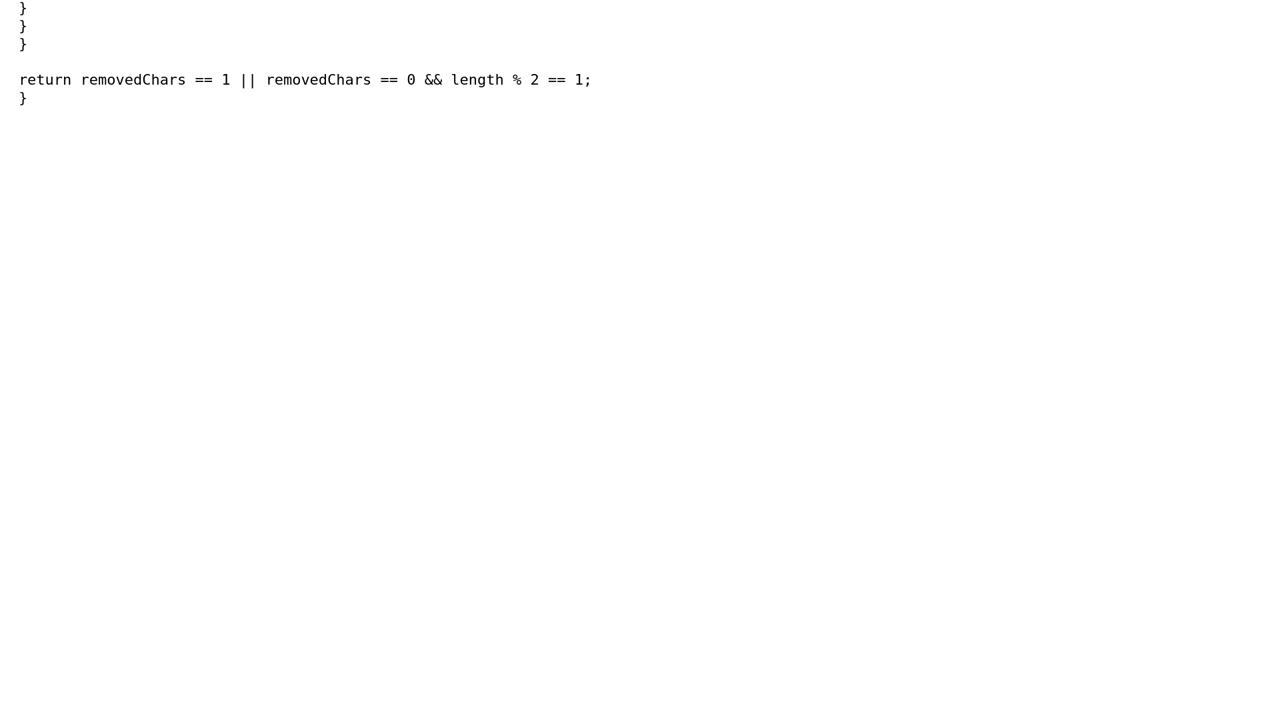 }
}
}
return removedChars == 1 || removedChars == 0 && length % 2 == 1;
}